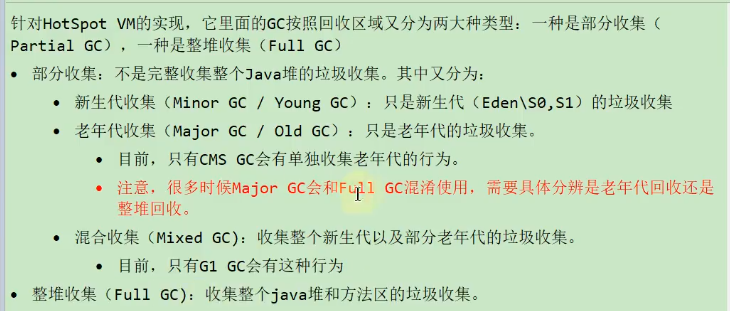 针对HotSpot VM的实现，它里面的GC按照回收区域又分为两大种类型：一种是部分收集（
Partial GC），一种是整堆收集（Full GC）
• 部分收集：不是完整收集整个Java堆的垃圾收集。其中又分为：
• 新生代收集（Minor GC / Young GC）：只是新生代（Eden\S0,S1）的垃圾收集
• 老年代收集（Major GC / Old GC）：只是老年代的垃圾收集。
• 目前，只有CMS GC会有单独收集老年代的行为。
• 注意，很多时候Major GC会和Full GC混淆使用，需要具体分辨是老年代回收还是
整堆回收。
• 混合收集（Mixed GC）：收集整个新生代以及部分老年代的垃圾收集。
• 目前，只有G1 GC会有这种行为
• 整堆收集（Full GC）：收集整个java堆和方法区的垃圾收集。